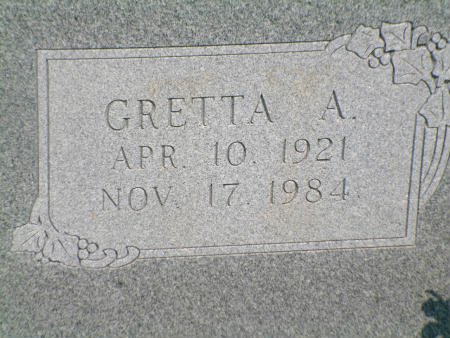 GRETTA A.
APR. 10. 1921
NOV. 17. 1984.